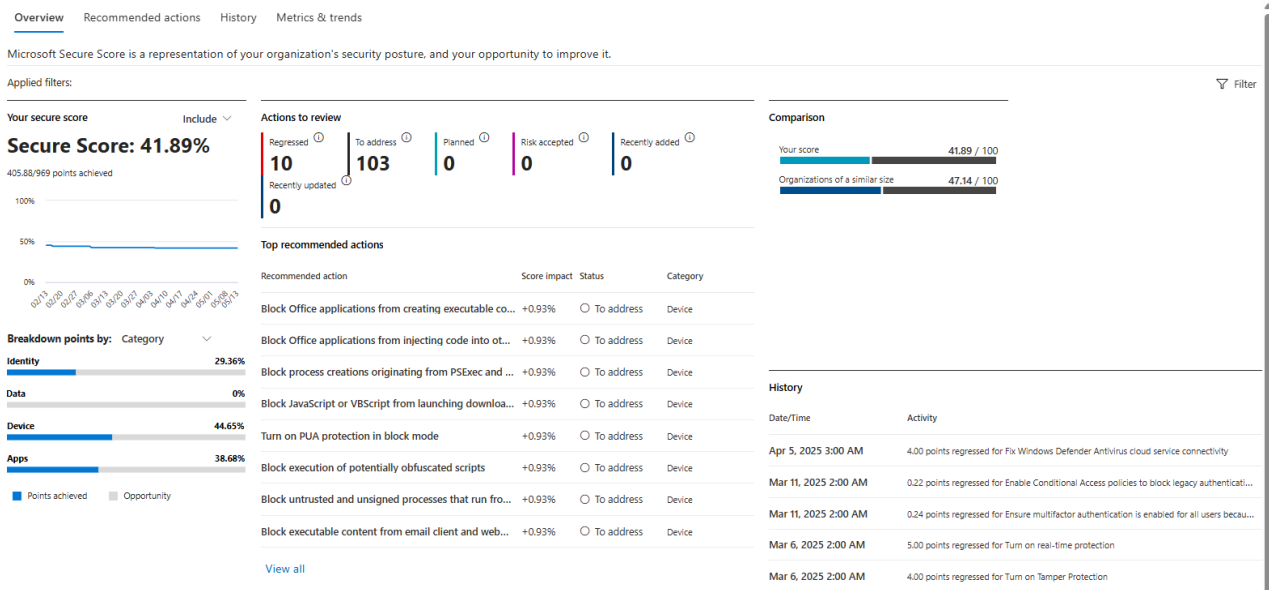 Overview Recommended actions History Metrics & trends
Microsoft Secure Score is a representation of your organization's security posture, and your opportunity to improve it.
Applied filters:
Filter
Your secure score Include
Secure Score: 41.89%
405.88/969 points achieved
100%
50%
0%
02/13 02/20 02/27 03/06 03/13 03/20 03/27 04/03 04/10 04/17 04/24 05/01 05/08 05/13
Breakdown points by: Category
Identity 29.36%
Data 0%
Device 44.65%
Apps 38.68%
Points achieved Opportunity
Actions to review
Regressed To address Planned Risk accepted Recently added
10 103 0 0 0
Recently updated
0
Top recommended actions
Recommended action Score impact Status Category
Block Office applications from creating executable co... +0.93% To address Device
Block Office applications from injecting code into ot... +0.93% To address Device
Block process creations originating from PSExec and ... +0.93% To address Device
Block JavaScript or VBScript from launching downloa... +0.93% To address Device
Turn on PUA protection in block mode +0.93% To address Device
Block execution of potentially obfuscated scripts +0.93% To address Device
Block untrusted and unsigned processes that run fro... +0.93% To address Device
Block executable content from email client and web... +0.93% To address Device
View all
Comparison
Your score 41.89 / 100
Organizations of a similar size 47.14 / 100
History
Date/Time Activity
Apr 5, 2025 3:00 AM 4.00 points regressed for Fix Windows Defender Antivirus cloud service connectivity
Mar 11, 2025 2:00 AM 0.22 points regressed for Enable Conditional Access policies to block legacy authenticati...
Mar 11, 2025 2:00 AM 0.24 points regressed for Ensure multifactor authentication is enabled for all users becau...
Mar 6, 2025 2:00 AM 5.00 points regressed for Turn on real-time protection
Mar 6, 2025 2:00 AM 4.00 points regressed for Turn on Tamper Protection